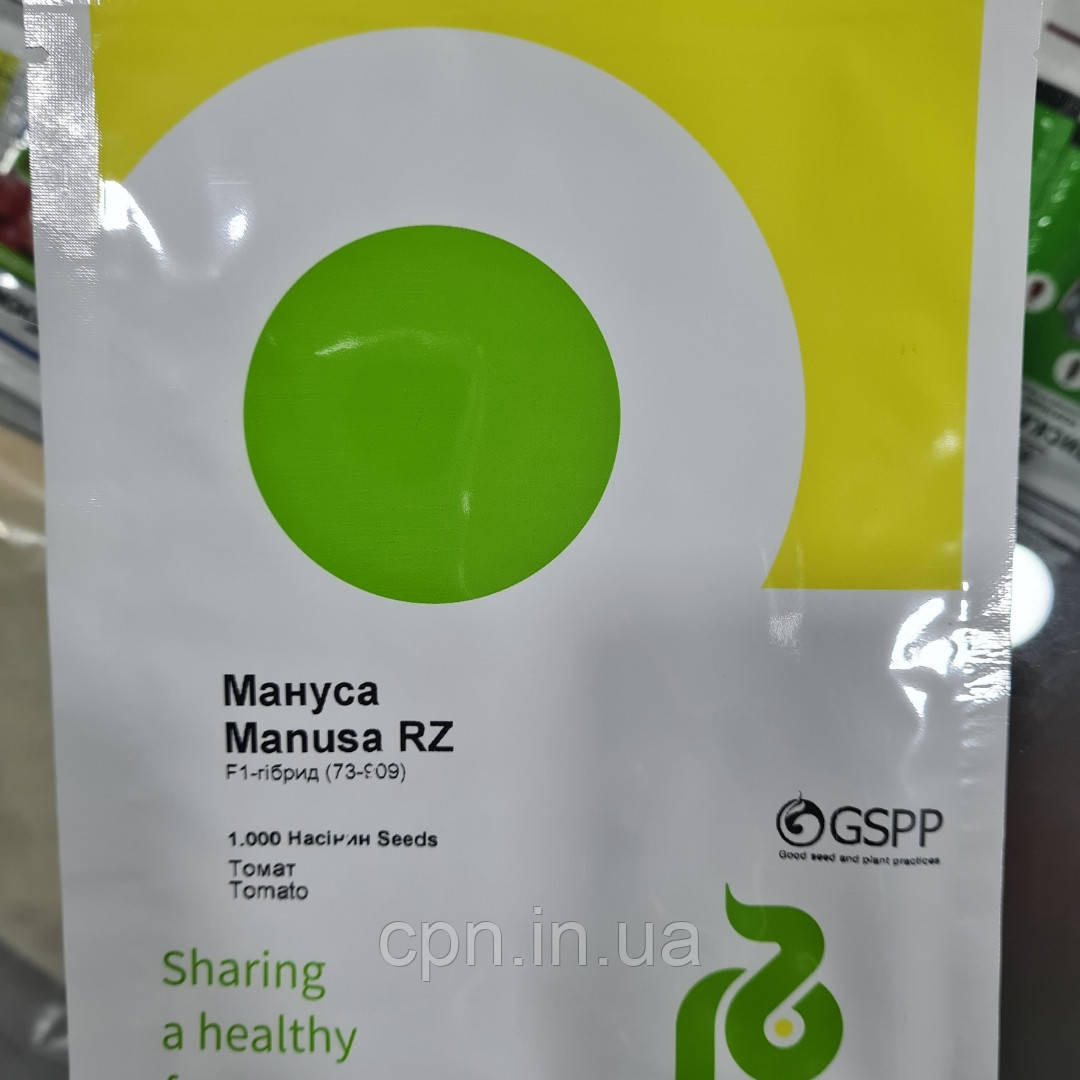 Мануса
Manusa RZ
F1-гібрид (73-909)
1.000 Насінин Seeds
Томат
Tomato
GSPP
Good seed and plant practices
cpn.in.ua
Sharing
a healthy